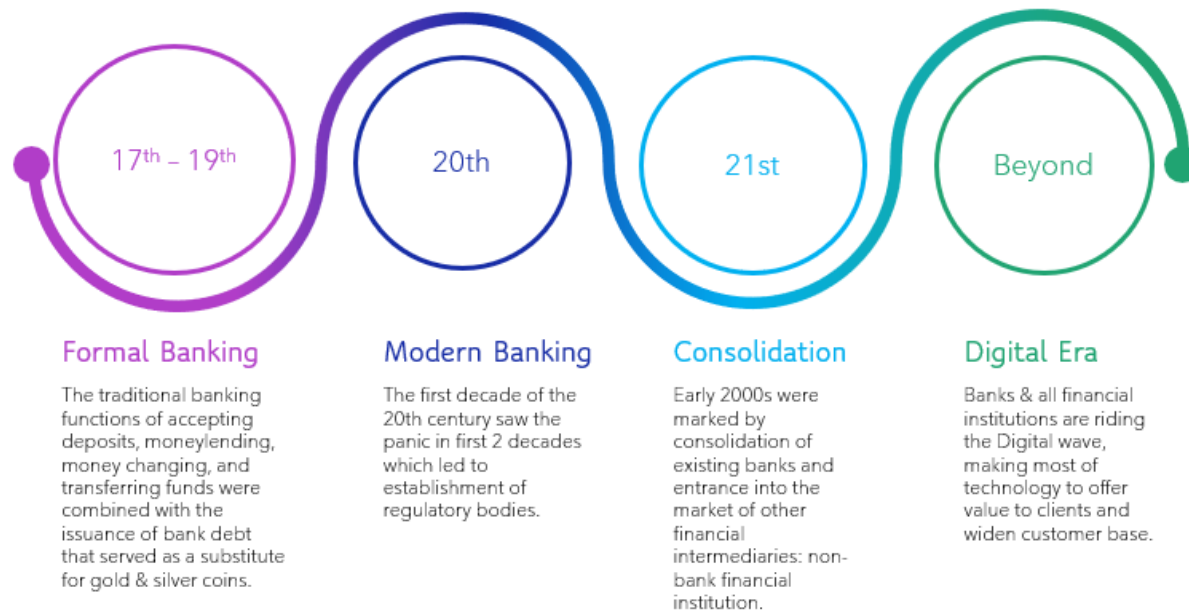 17th – 19th
20th
21st
Beyond
Formal Banking
The traditional banking
functions of accepting
deposits, moneylending,
money changing, and
transferring funds were
combined with the
issuance of bank debt
that served as a substitute
for gold & silver coins.
Modern Banking
The first decade of the
20th century saw the
panic in first 2 decades
which led to
establishment of
regulatory bodies.
Consolidation
Early 2000s were
marked by
consolidation of
existing banks and
entrance into the
market of other
financial
intermediaries: non-
bank financial
institution.
Digital Era
Banks & all financial
institutions are riding
the Digital wave,
making most of
technology to offer
value to clients and
widen customer base.